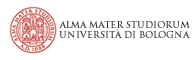 ALMA MATER STUDIORUM
UNIVERSITÀ DI BOLOGNA